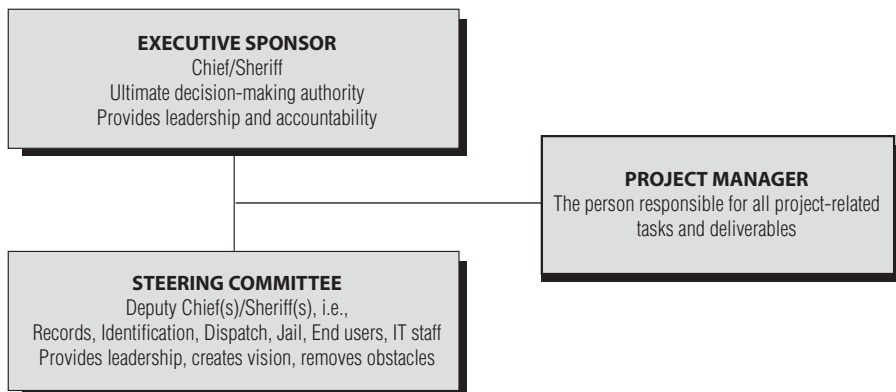 EXECUTIVE SPONSOR
Chief/Sheriff
Ultimate decision-making authority
Provides leadership and accountability
PROJECT MANAGER
The person responsible for all project-related
tasks and deliverables
STEERING COMMITTEE
Deputy Chief(s)/Sheriff(s), i.e.,
Records, Identification, Dispatch, Jail, End users, IT staff
Provides leadership, creates vision, removes obstacles